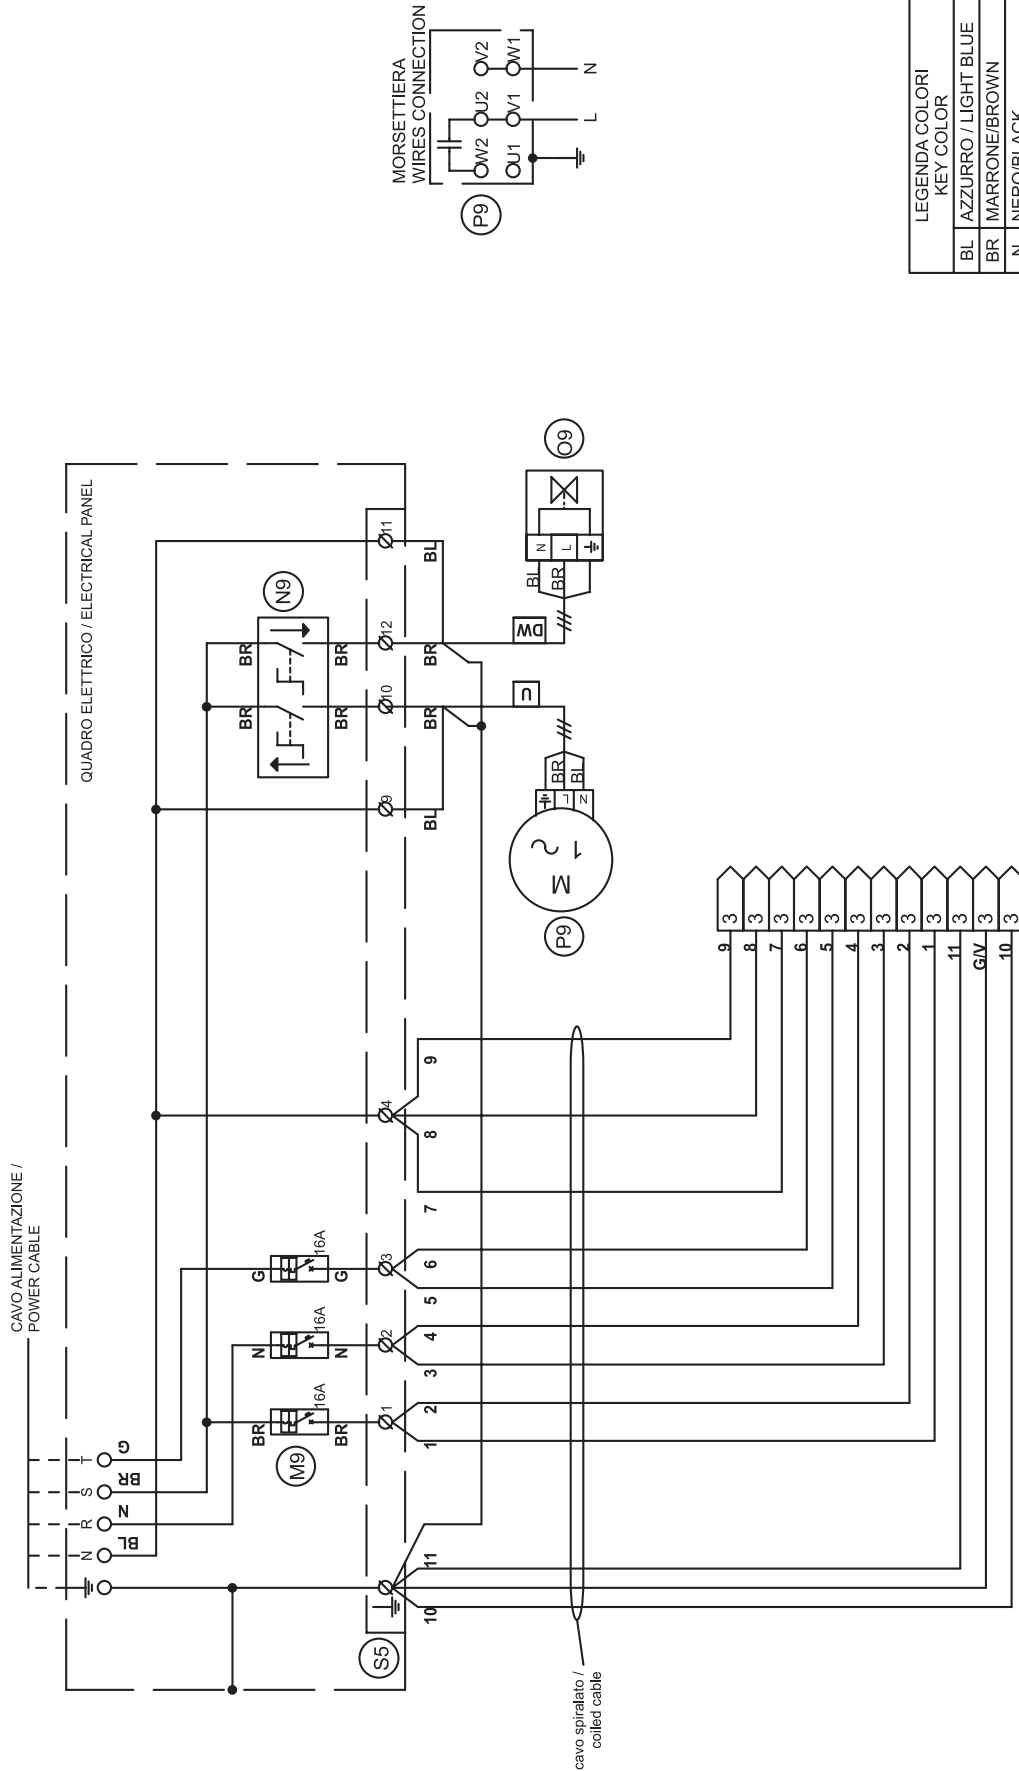 CAVO ALIMENTAZIONE /
POWER CABLE
QUADRO ELETTRICO / ELECTRICAL PANEL
N
R
S
T
BL
N
BR
G
M9
BR
N
G
16A
16A
16A
BR
N
G
N9
BR
BR
BR
BR
S5
1
2
3
4
9
10
12
11
10
11
1
2
3
4
5
6
7
8
9
BL
BR
BR
BL
U
DW
P9
M
1
L
N
BR
BL
O9
N
L
BL
BR
cavo spiralato /
coiled cable
9
8
7
6
5
4
3
2
1
11
G/V
10
3
3
3
3
3
3
3
3
3
3
3
3
MORSETTIERA
WIRES CONNECTION
P9
W2
U2
V2
U1
V1
W1
L
N
LEGENDA COLORI
KEY COLOR
BL AZZURRO / LIGHT BLUE
BR MARRONE/BROWN
N NERO/BLACK